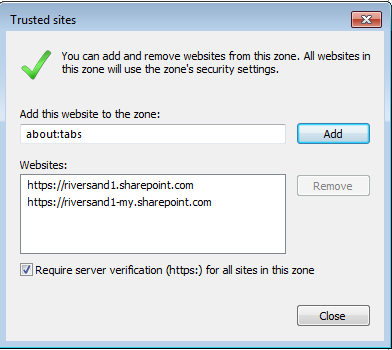 Trusted sites
You can add and remove websites from this zone. All websites in
this zone will use the zone's security settings.
Add this website to the zone:
about:tabs
Add
Websites:
https://riversand1.sharepoint.com
https://riversand1-my.sharepoint.com
Remove
Require server verification (https:) for all sites in this zone
Close